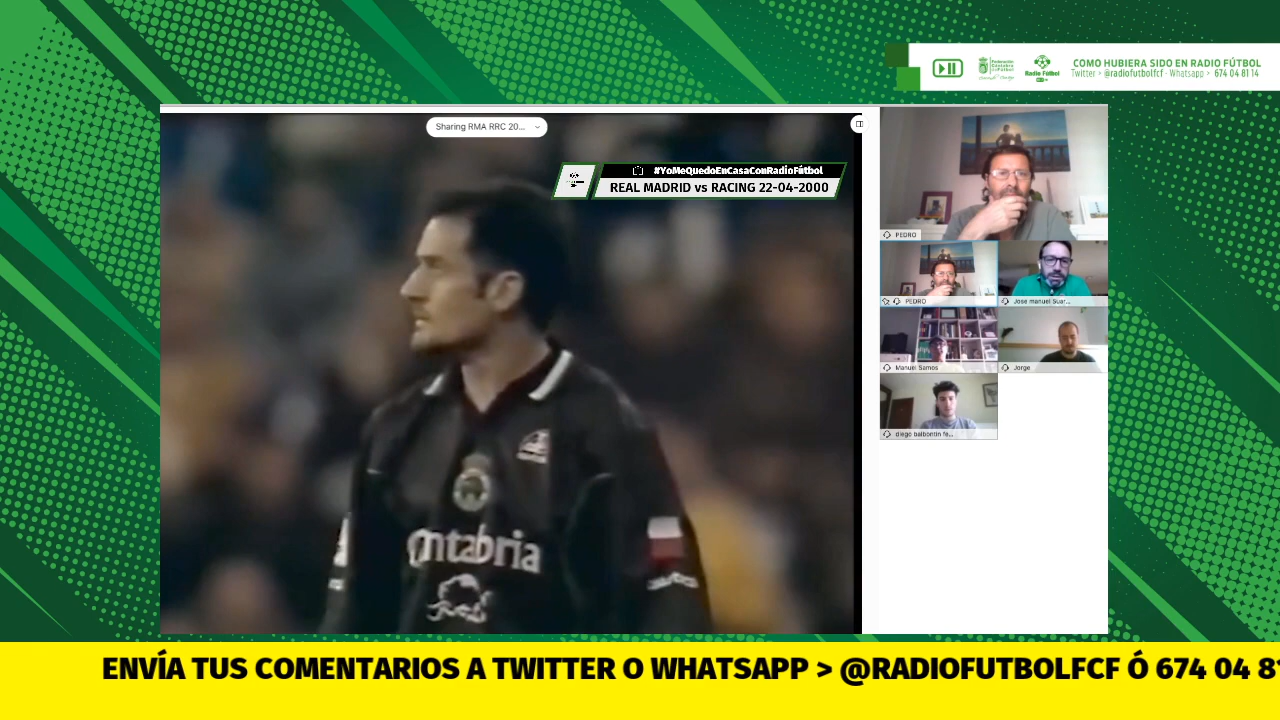 COMO HUBIERA SIDO EN RADIO FÚTBOL
Twitter > @radiofutbolfcf - Whatsapp > 674 04 81 14
Radio Fútbol
Sharing RMA RRC 20...
#YoMeQuedoEnCasaConRadioFútbol
REAL MADRID vs RACING 22-04-2000
PEDRO
PEDRO
Jose manuel Suar...
Manuel Samos
Jorge
diego balbontin fe...
Cantabria
ENVÍA TUS COMENTARIOS A TWITTER O WHATSAPP > @RADIOFUTBOLFCF Ó 674 04 8